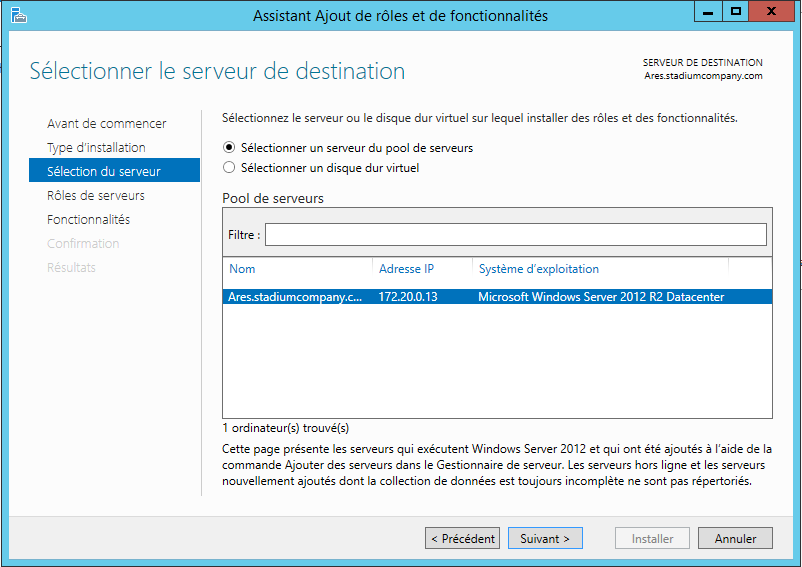 Assistant Ajout de rôles et de fonctionnalités
Sélectionner le serveur de destination
SERVEUR DE DESTINATION
Ares.stadiumcompany.com
Avant de commencer
Type d'installation
Sélection du serveur
Rôles de serveurs
Fonctionnalités
Confirmation
Résultats
Sélectionnez le serveur ou le disque dur virtuel sur lequel installer des rôles et des fonctionnalités.
Sélectionner un serveur du pool de serveurs
Sélectionner un disque dur virtuel
Pool de serveurs
Filtre :
Nom Adresse IP Système d'exploitation
Ares.stadiumcompany.c... 172.20.0.13 Microsoft Windows Server 2012 R2 Datacenter
1 ordinateur(s) trouvé(s)
Cette page présente les serveurs qui exécutent Windows Server 2012 et qui ont été ajoutés à l'aide de la
commande Ajouter des serveurs dans le Gestionnaire de serveur. Les serveurs hors ligne et les serveurs
nouvellement ajoutés dont la collection de données est toujours incomplète ne sont pas répertoriés.
< Précédent Suivant > Installer Annuler